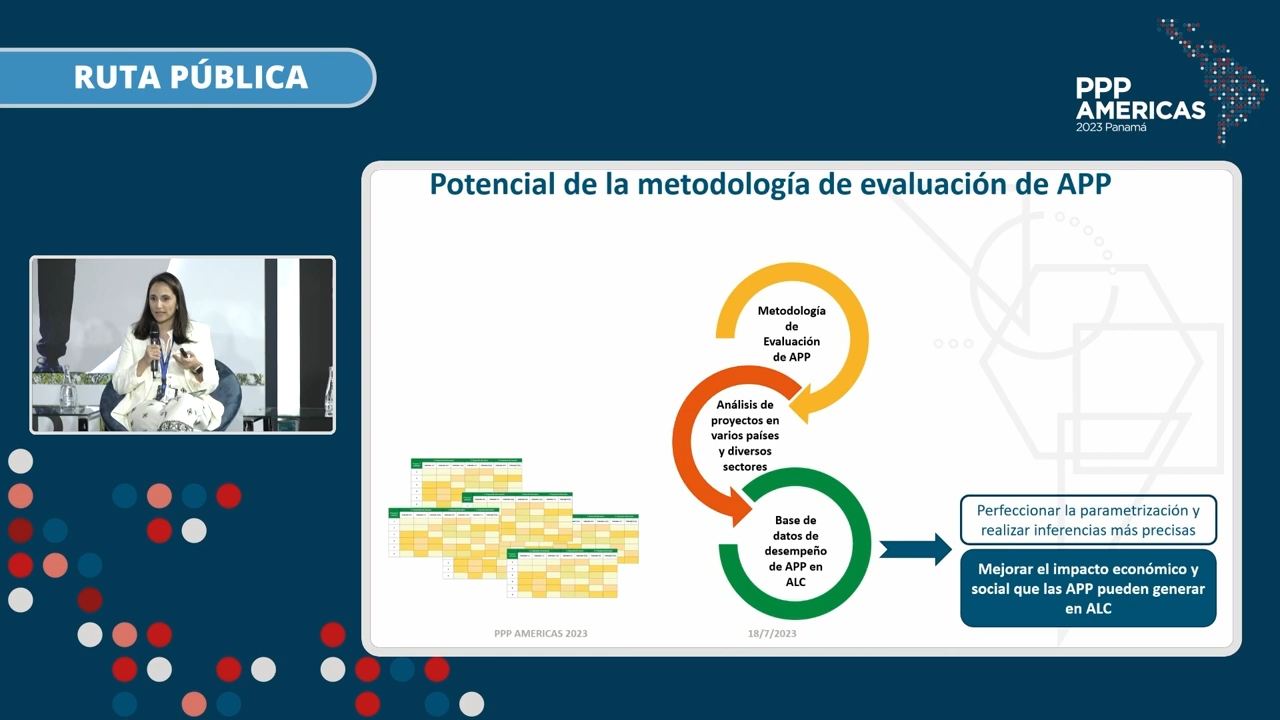 RUTA PÚBLICA
PPP
AMERICAS
2023 Panamá
Potencial de la metodología de evaluación de APP
Metodología
de
Evaluación
de APP
Análisis de
proyectos en
varios países
y diversos
sectores
Base de
datos de
desempeño
de APP en
ALC
Perfeccionar la parametrización y
realizar inferencias más precisas
Mejorar el impacto económico y
social que las APP pueden generar
en ALC
PPP AMERICAS 2023
18/7/2023